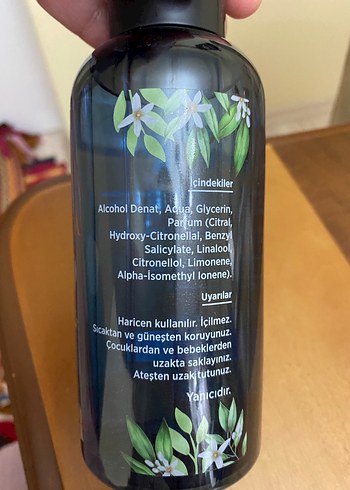 İçindekiler
Alcohol Denat, Aqua, Glycerin,
Parfum (Citral,
Hydroxy-Citronellal, Benzyl
Salicylate, Linalool,
Citronellol, Limonene,
Alpha-İsomethyl Ionene).
Uyarılar
Haricen kullanılır. İçilmez.
Sıcaktan ve güneşten koruyunuz.
Çocuklardan ve bebeklerden
uzakta saklayınız.
Ateşten uzak tutunuz.
Yanıcıdır.